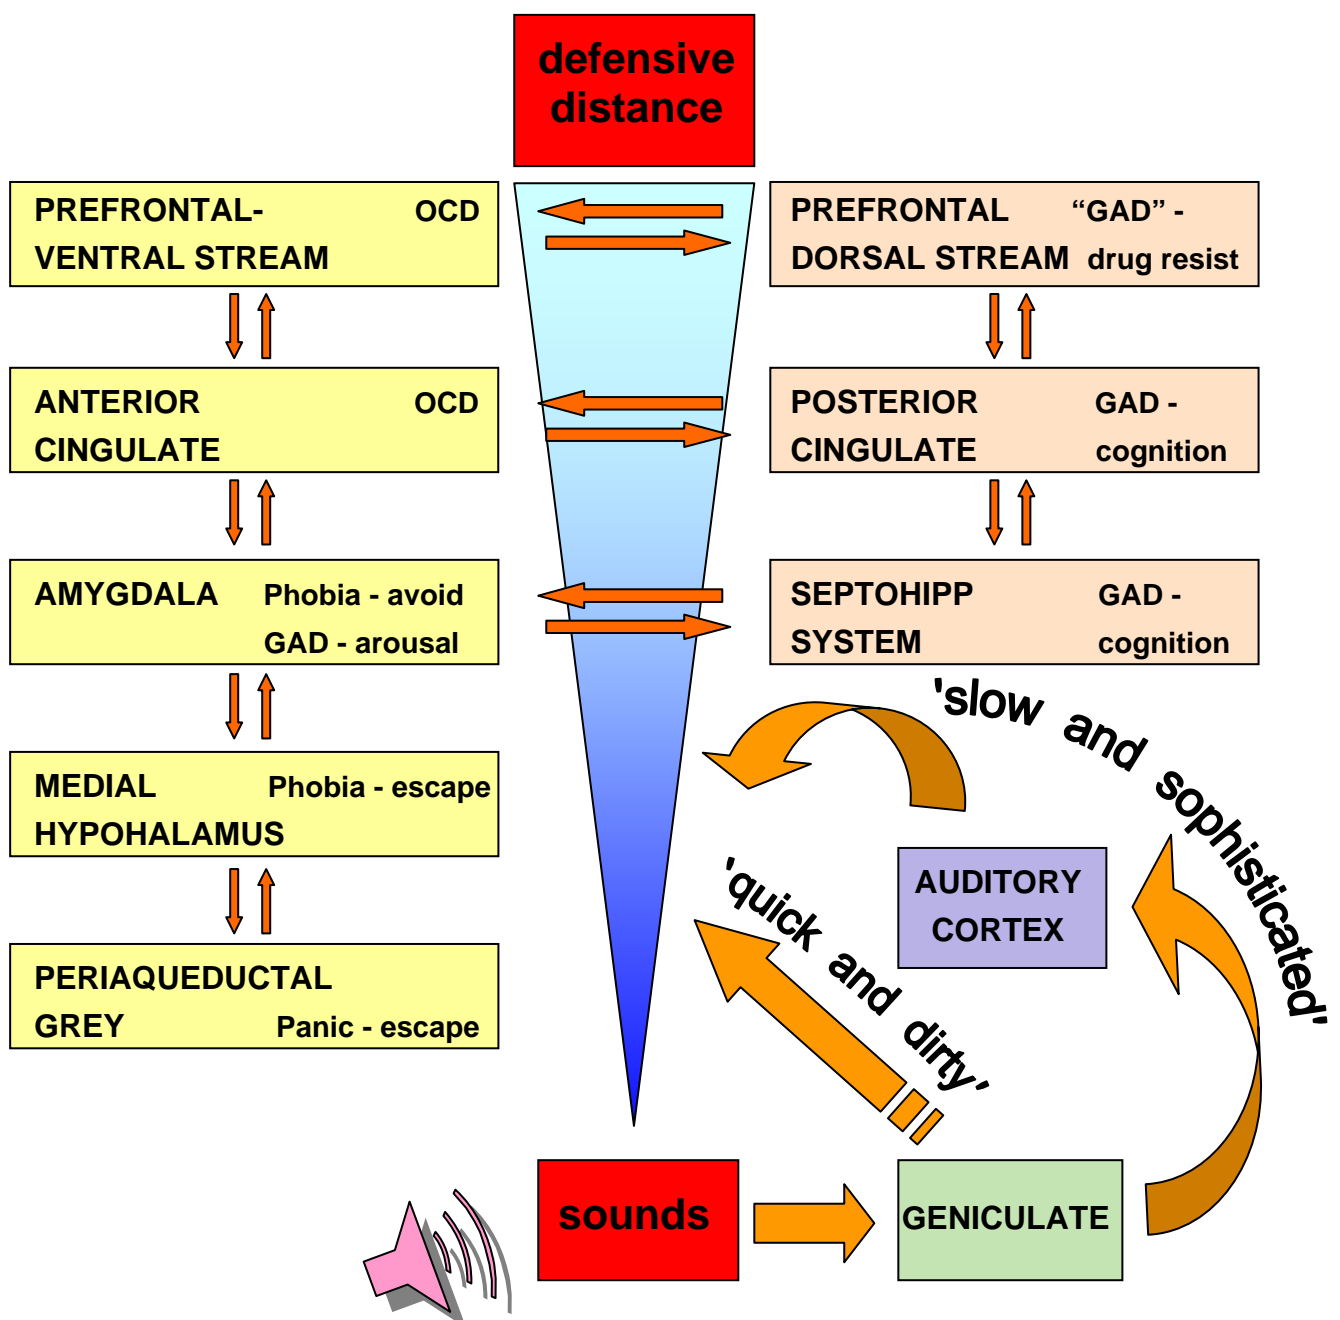 defensive
distance
PREFRONTAL- OCD
VENTRAL STREAM
PREFRONTAL “GAD” -
DORSAL STREAM drug resist
ANTERIOR OCD
CINGULATE
POSTERIOR GAD -
CINGULATE cognition
AMYGDALA Phobia - avoid
GAD - arousal
SEPTOHIPP GAD -
SYSTEM cognition
'slow and sophisticated'
MEDIAL Phobia - escape
HYPOHALAMUS
'quick and dirty'
AUDITORY
CORTEX
PERIAQUEDUCTAL
GREY Panic - escape
sounds
GENICULATE